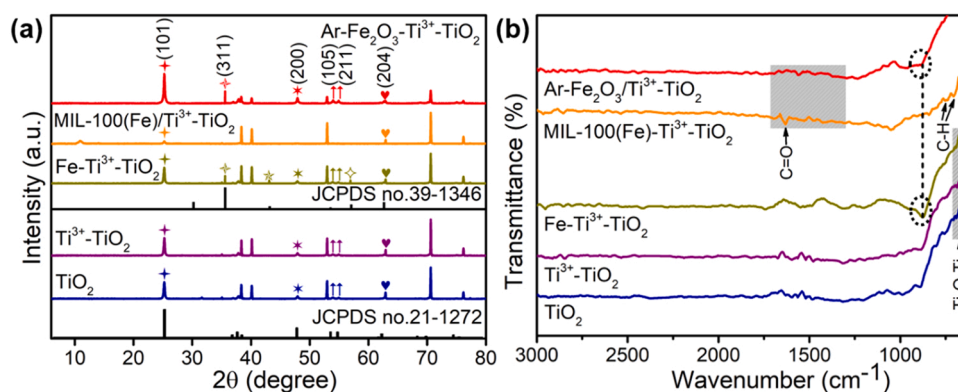 (a)
Ar-Fe₂O₃-Ti³⁺-TiO₂
(101)
(311)
(200)
(105)
(211)
(204)
MIL-100(Fe)/Ti³⁺-TiO₂
Fe-Ti³⁺-TiO₂
JCPDS no.39-1346
Ti³⁺-TiO₂
TiO₂
JCPDS no.21-1272
10 20 30 40 50 60 70 80
2θ (degree)
Intensity (a.u.)
(b)
Ar-Fe₂O₃/Ti³⁺-TiO₂
MIL-100(Fe)-Ti³⁺-TiO₂
C=O
C-H
Fe-Ti³⁺-TiO₂
Ti³⁺-TiO₂
TiO₂
3000 2500 2000 1500 1000
Wavenumber (cm⁻¹)
Transmittance (%)